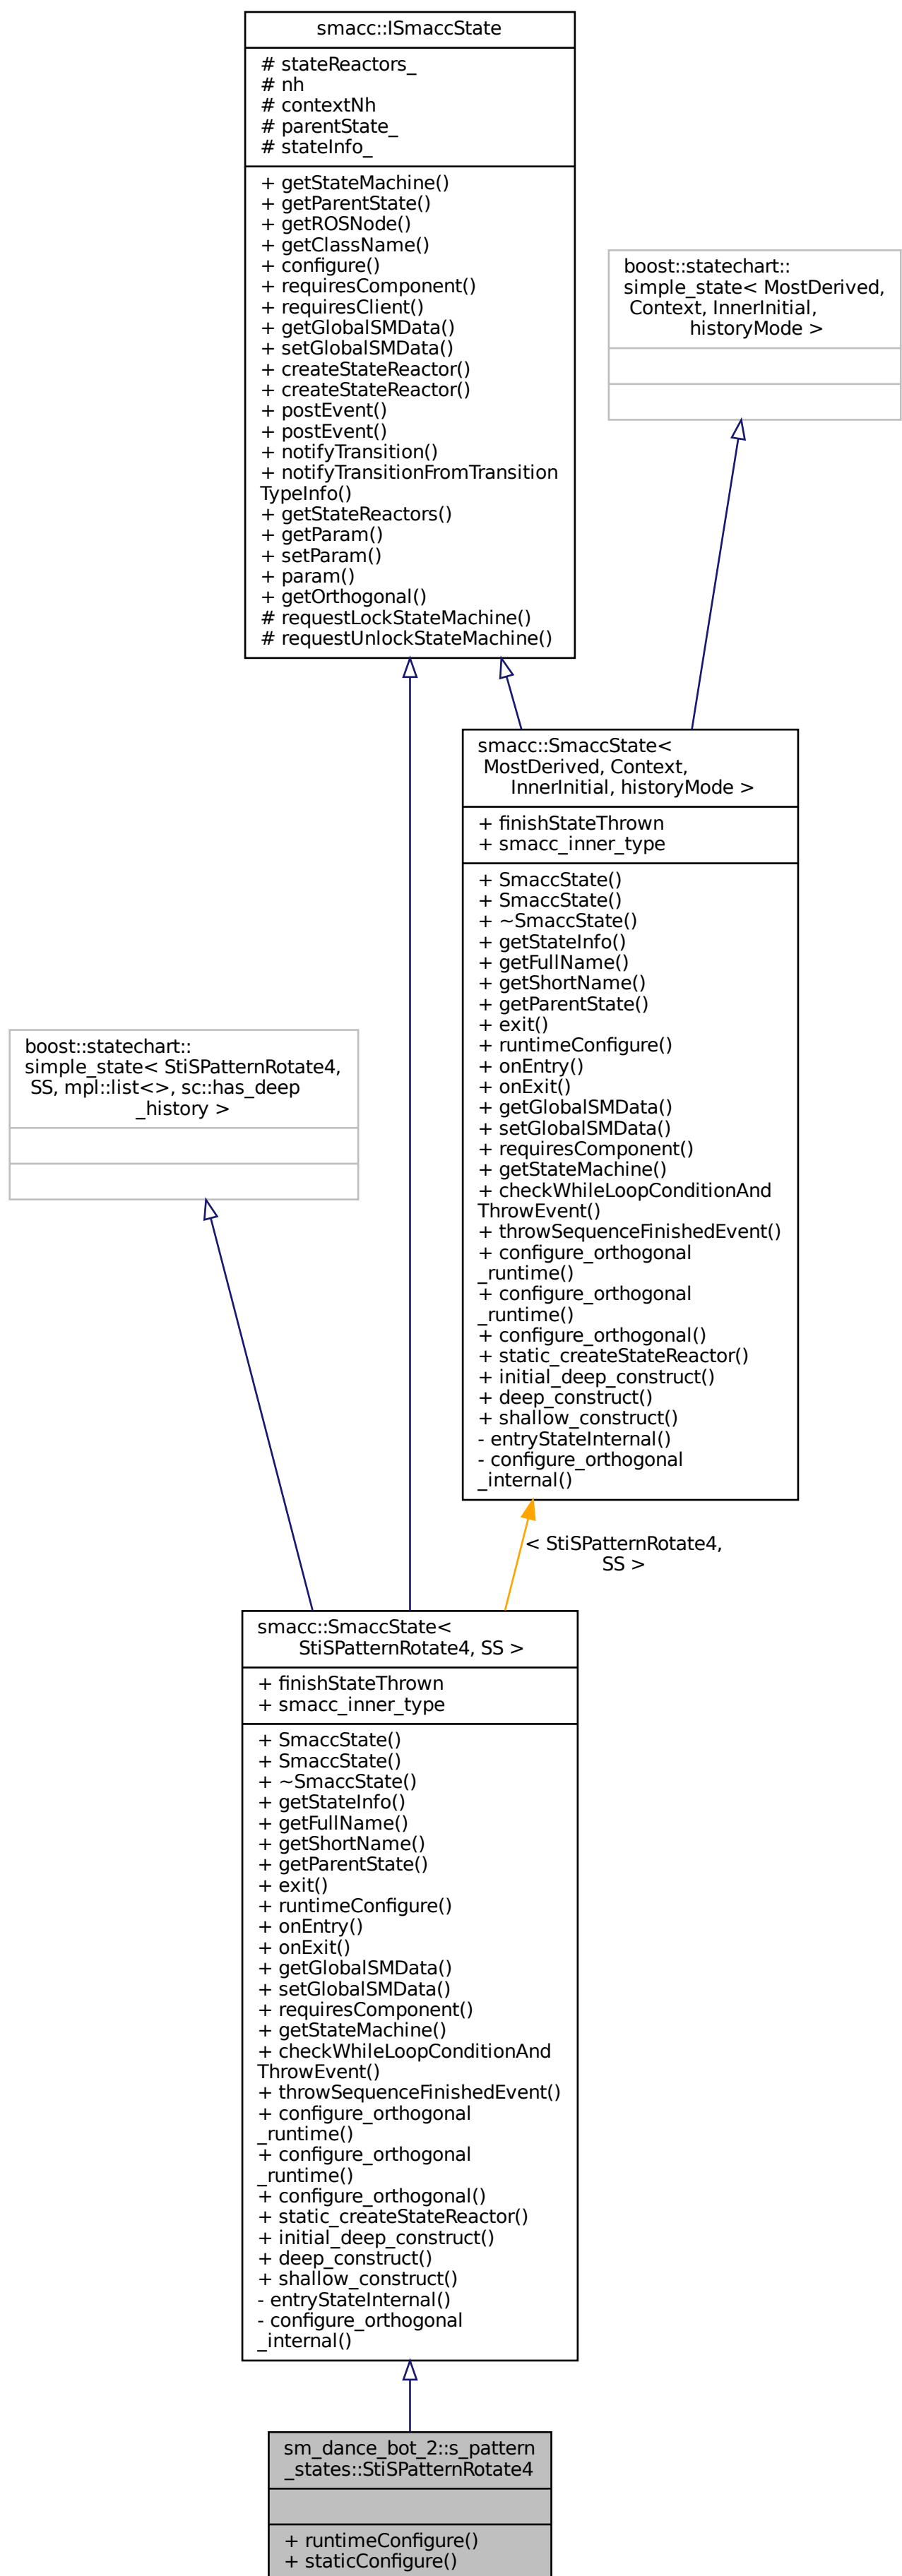 smacc::ISmaccState
# stateReactors_
# nh
# contextNh
# parentState_
# stateInfo_
+ getStateMachine()
+ getParentState()
+ getROSNode()
+ getClassName()
+ configure()
+ requiresComponent()
+ requiresClient()
+ getGlobalSMData()
+ setGlobalSMData()
+ createStateReactor()
+ createStateReactor()
+ postEvent()
+ postEvent()
+ notifyTransition()
+ notifyTransitionFromTransition
TypeInfo()
+ getStateReactors()
+ getParam()
+ setParam()
+ param()
+ getOrthogonal()
# requestLockStateMachine()
# requestUnlockStateMachine()
boost::statechart::
simple_state< MostDerived,
Context, InnerInitial,
historyMode >
smacc::SmaccState<
MostDerived, Context,
InnerInitial, historyMode >
+ finishStateThrown
+ smacc_inner_type
+ SmaccState()
+ SmaccState()
+ ~SmaccState()
+ getStateInfo()
+ getFullName()
+ getShortName()
+ getParentState()
+ exit()
+ runtimeConfigure()
+ onEntry()
+ onExit()
+ getGlobalSMData()
+ setGlobalSMData()
+ requiresComponent()
+ getStateMachine()
+ checkWhileLoopConditionAnd
ThrowEvent()
+ throwSequenceFinishedEvent()
+ configure_orthogonal
_runtime()
+ configure_orthogonal
_runtime()
+ configure_orthogonal()
+ static_createStateReactor()
+ initial_deep_construct()
+ deep_construct()
+ shallow_construct()
- entryStateInternal()
- configure_orthogonal
_internal()
boost::statechart::
simple_state< StiSPatternRotate4,
SS, mpl::list<>, sc::has_deep
_history >
< StiSPatternRotate4,
SS >
smacc::SmaccState<
StiSPatternRotate4, SS >
+ finishStateThrown
+ smacc_inner_type
+ SmaccState()
+ SmaccState()
+ ~SmaccState()
+ getStateInfo()
+ getFullName()
+ getShortName()
+ getParentState()
+ exit()
+ runtimeConfigure()
+ onEntry()
+ onExit()
+ getGlobalSMData()
+ setGlobalSMData()
+ requiresComponent()
+ getStateMachine()
+ checkWhileLoopConditionAnd
ThrowEvent()
+ throwSequenceFinishedEvent()
+ configure_orthogonal
_runtime()
+ configure_orthogonal
_runtime()
+ configure_orthogonal()
+ static_createStateReactor()
+ initial_deep_construct()
+ deep_construct()
+ shallow_construct()
- entryStateInternal()
- configure_orthogonal
_internal()
sm_dance_bot_2::s_pattern
_states::StiSPatternRotate4
+ runtimeConfigure()
+ staticConfigure()